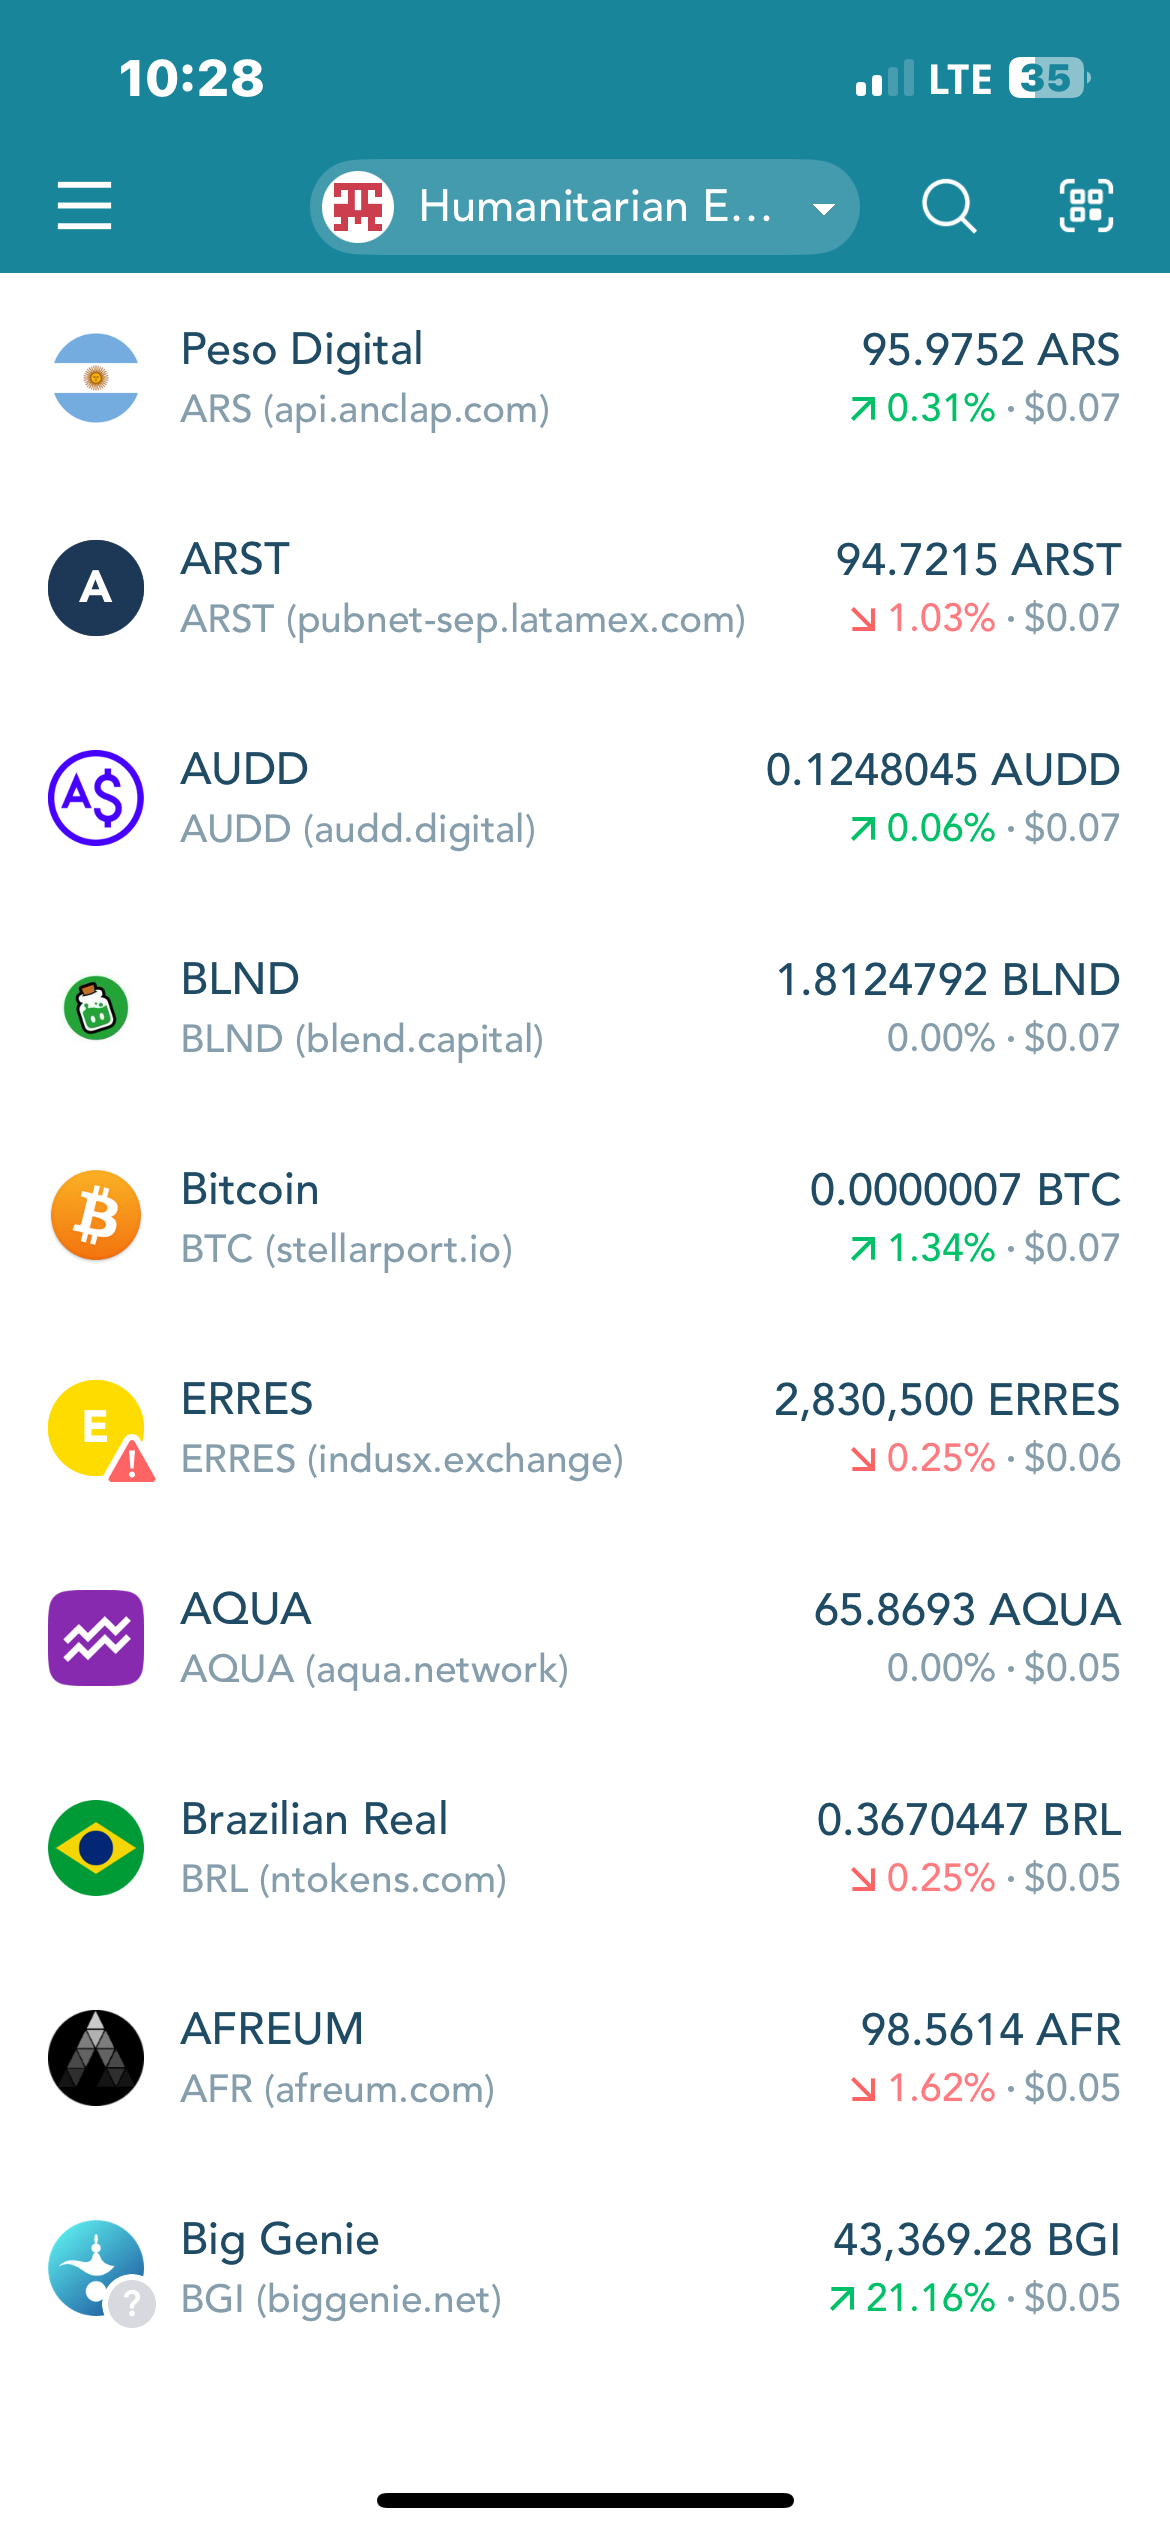 10:28
LTE 35
Humanitarian E...
Peso Digital
95.9752 ARS
ARS (api.anclap.com)
0.31% · $0.07
A
ARST
94.7215 ARST
ARST (pubnet-sep.latamex.com)
1.03% · $0.07
A$
AUDD
0.1248045 AUDD
AUDD (audd.digital)
0.06% · $0.07
BLND
1.8124792 BLND
BLND (blend.capital)
0.00% · $0.07
Bitcoin
0.0000007 BTC
BTC (stellarport.io)
1.34% · $0.07
E
ERRES
2,830,500 ERRES
ERRES (indusx.exchange)
0.25% · $0.06
AQUA
65.8693 AQUA
AQUA (aqua.network)
0.00% · $0.05
Brazilian Real
0.3670447 BRL
BRL (ntokens.com)
0.25% · $0.05
AFREUM
98.5614 AFR
AFR (afreum.com)
1.62% · $0.05
Big Genie
43,369.28 BGI
?
BGI (biggenie.net)
21.16% · $0.05